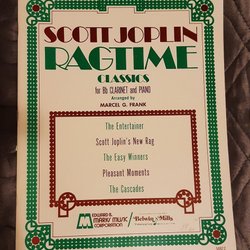 SCOTT JOPLIN
RAGTIME
CLASSICS
for Bb CLARINET and PIANO
Arranged by
MARCEL G. FRANK
The Entertainer
Scott Joplin's New Rag
The Easy Winners
Pleasant Moments
The Cascades
EDWARD B.
MARKS MUSIC
CORPORATION
Belwin Mills